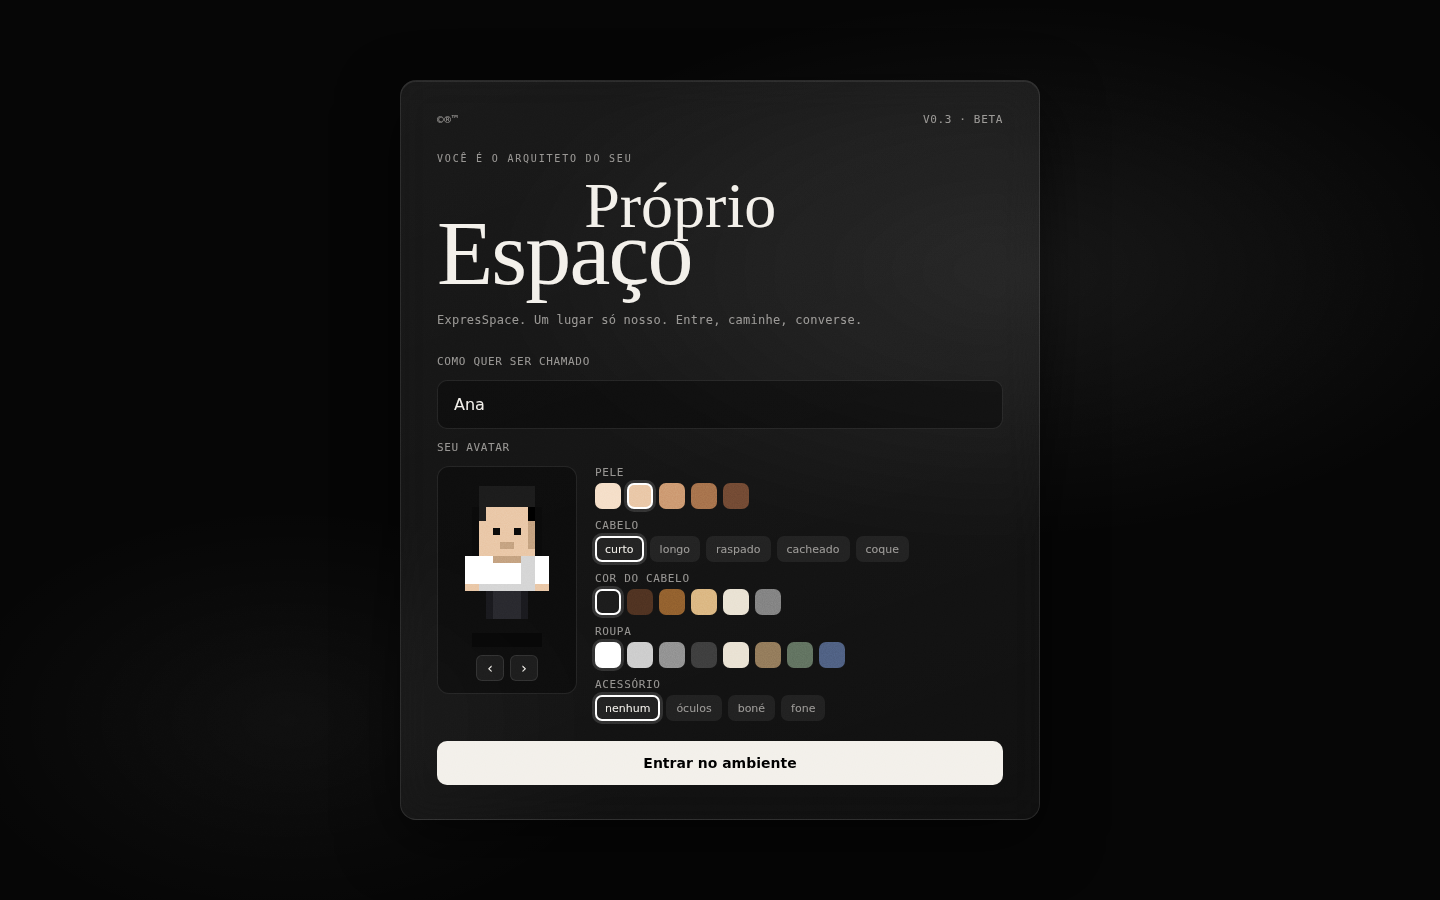 ©®™
V0.3 · BETA
VOCÊ É O ARQUITETO DO SEU
Próprio
Espaço
ExpresSpace. Um lugar só nosso. Entre, caminhe, converse.
COMO QUER SER CHAMADO
Ana
SEU AVATAR
PELE
CABELO
curto longo raspado cacheado coque
COR DO CABELO
ROUPA
‹ ›
ACESSÓRIO
nenhum óculos boné fone
Entrar no ambiente